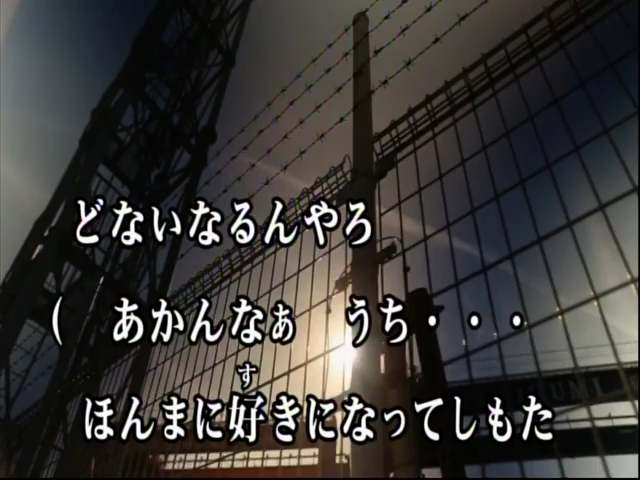 どないなるんやろ
( あかんなぁ うち・・・
す
ほんまに好きになってしもた